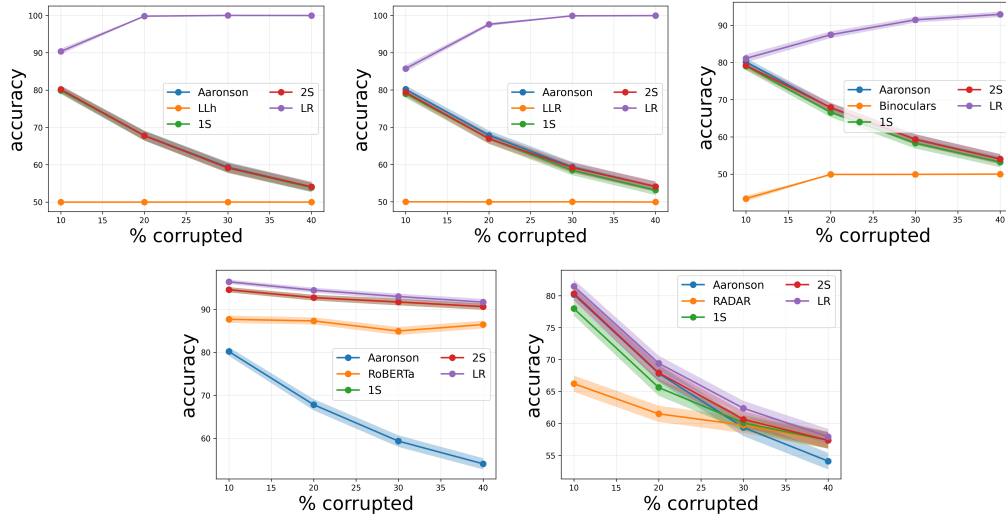 100
90
80
70
60
50
accuracy
Aaronson
LLh
1S
2S
LR
10 15 20 25 30 35 40
% corrupted
100
90
80
70
60
50
accuracy
Aaronson
LLR
1S
2S
LR
10 15 20 25 30 35 40
% corrupted
90
80
70
60
50
accuracy
Aaronson
Binoculars
1S
2S
LR
10 15 20 25 30 35 40
% corrupted
90
80
70
60
accuracy
Aaronson
RoBERTa
1S
2S
LR
10 15 20 25 30 35 40
% corrupted
80
75
70
65
60
55
accuracy
Aaronson
RADAR
1S
2S
LR
10 15 20 25 30 35 40
% corrupted